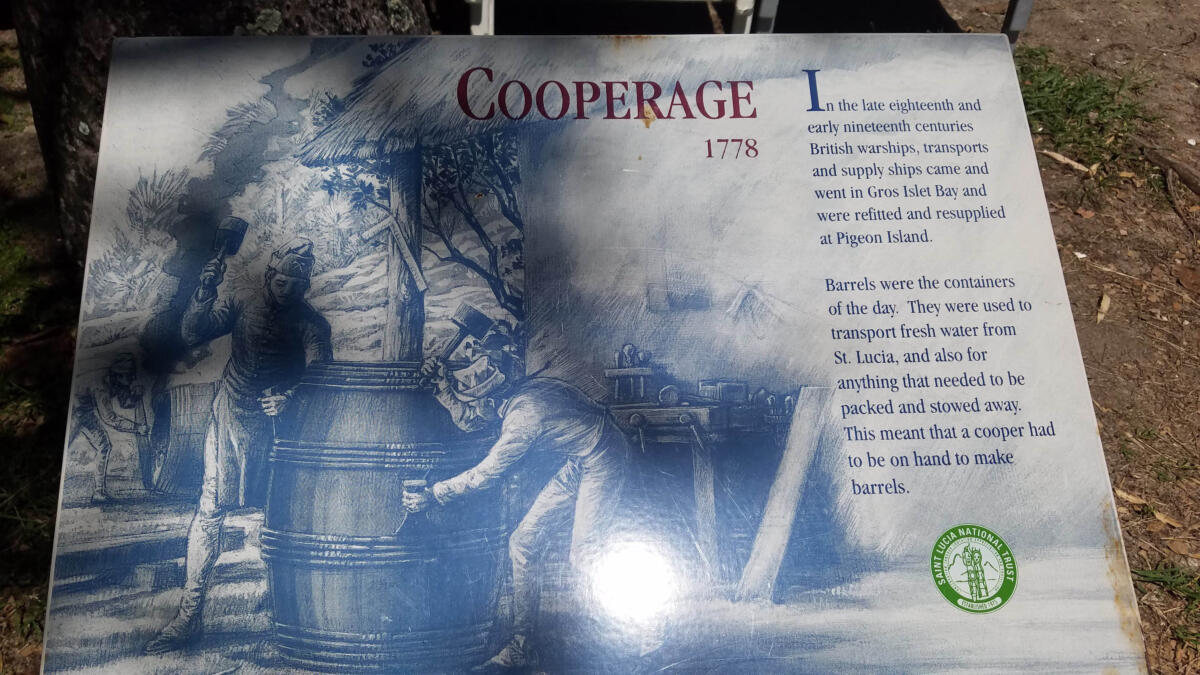 COOPERAGE
1778
In the late eighteenth and
early nineteenth centuries
British warships, transports
and supply ships came and
went in Gros Islet Bay and
were refitted and resupplied
at Pigeon Island.
Barrels were the containers
of the day. They were used to
transport fresh water from
St. Lucia, and also for
anything that needed to be
packed and stowed away.
This meant that a cooper had
to be on hand to make
barrels.
SAINT LUCIA NATIONAL TRUST